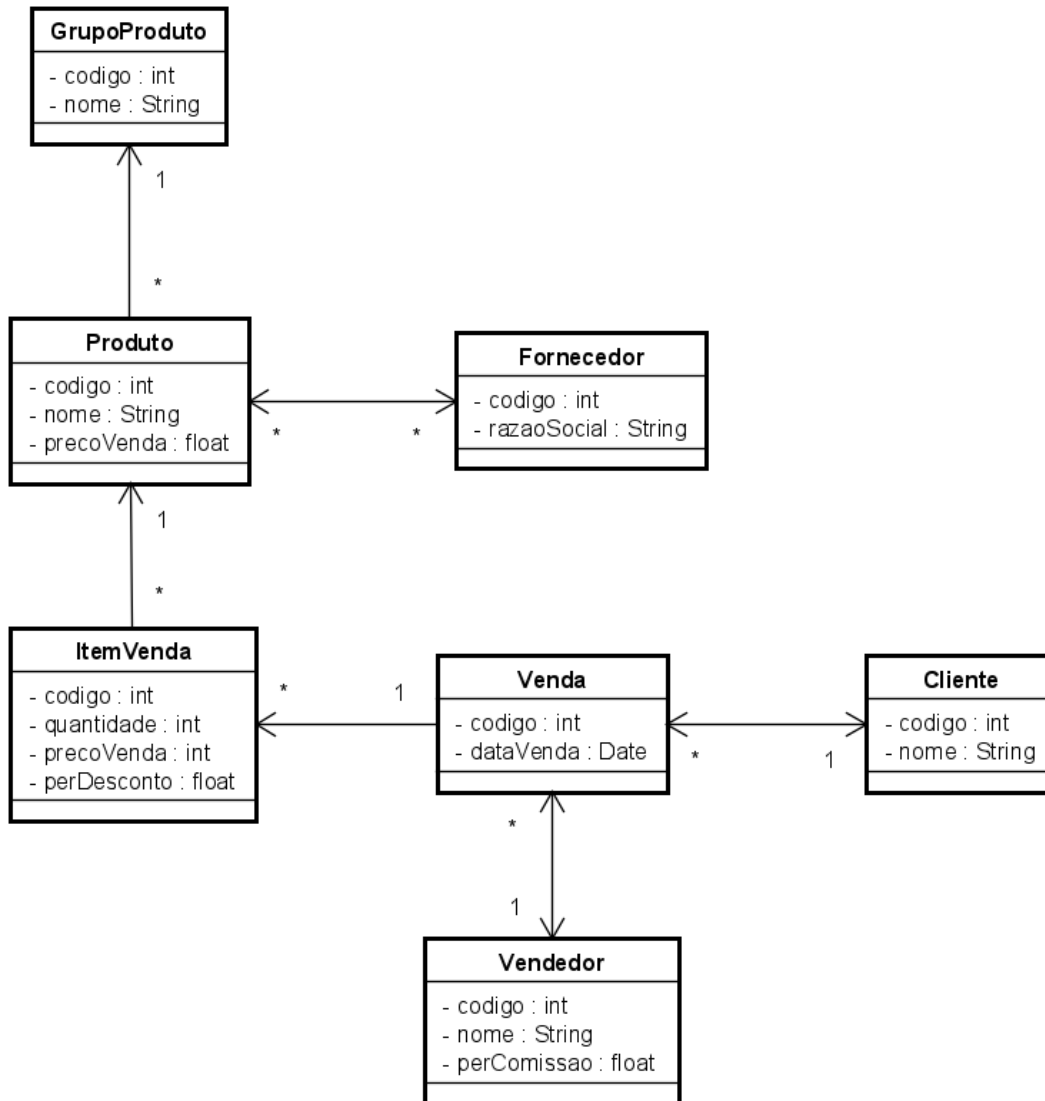 GrupoProduto
- codigo : int
- nome : String
1
*
Produto
- codigo : int
- nome : String
- precoVenda : float
*
*
Fornecedor
- codigo : int
- razaoSocial : String
1
*
ItemVenda
- codigo : int
- quantidade : int
- precoVenda : int
- perDesconto : float
*
1
Venda
- codigo : int
- dataVenda : Date
*
1
Cliente
- codigo : int
- nome : String
*
1
Vendedor
- codigo : int
- nome : String
- perComissao : float